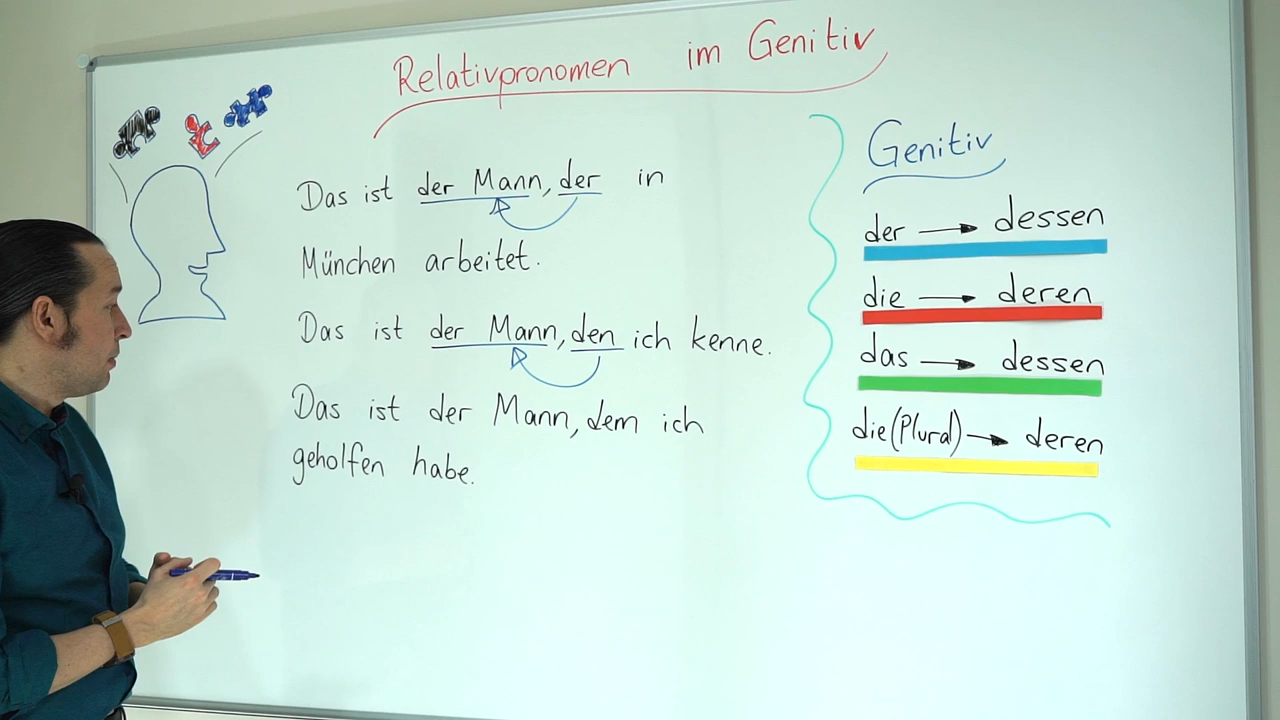 Relativpronomen im Genitiv
Das ist der Mann, der in
München arbeitet.
Das ist der Mann, den ich kenne.
Das ist der Mann, dem ich
geholfen habe.
Genitiv
der → dessen
die → deren
das → dessen
die (Plural) → deren